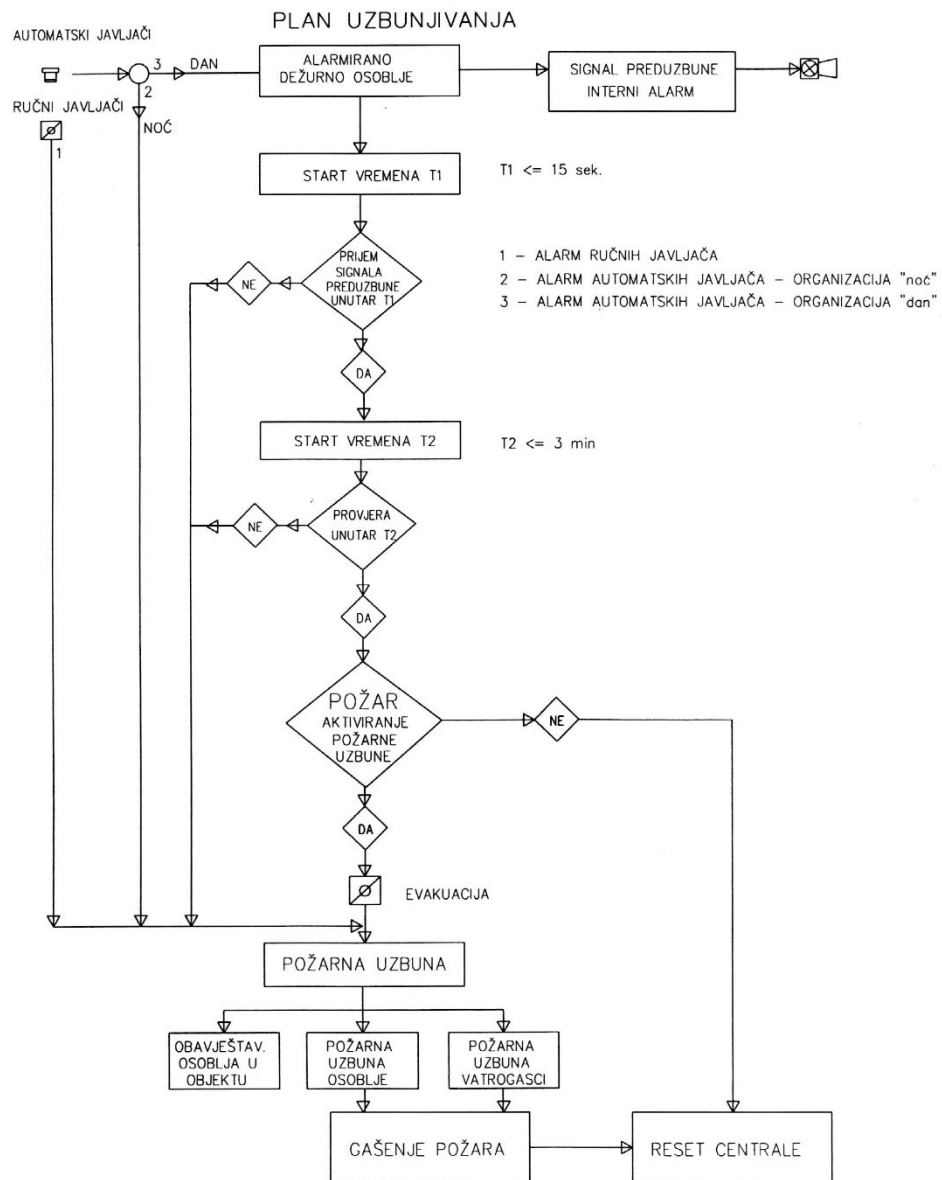 PLAN UZBUNJIVANJA
AUTOMATSKI JAVLJAČI
3
DAN
2
NOĆ
RUČNI JAVLJAČI
1
ALARMIRANO
DEŽURNO OSOBLJE
SIGNAL PREDUZBUNE
INTERNI ALARM
START VREMENA T1
T1 <= 15 sek.
PRIJEM
SIGNALA
PREDUZBUNE
UNUTAR T1
NE
1 – ALARM RUČNIH JAVLJAČA
2 – ALARM AUTOMATSKIH JAVLJAČA – ORGANIZACIJA "noć"
3 – ALARM AUTOMATSKIH JAVLJAČA – ORGANIZACIJA "dan"
DA
START VREMENA T2
T2 <= 3 min
PROVJERA
UNUTAR T2
NE
DA
POŽAR
AKTIVIRANJE
POŽARNE
UZBUNE
NE
DA
EVAKUACIJA
POŽARNA UZBUNA
OBAVJEŠTAV.
OSOBLJA U
OBJEKTU
POŽARNA
UZBUNA
OSOBLJE
POŽARNA
UZBUNA
VATROGASCI
GAŠENJE POŽARA
RESET CENTRALE